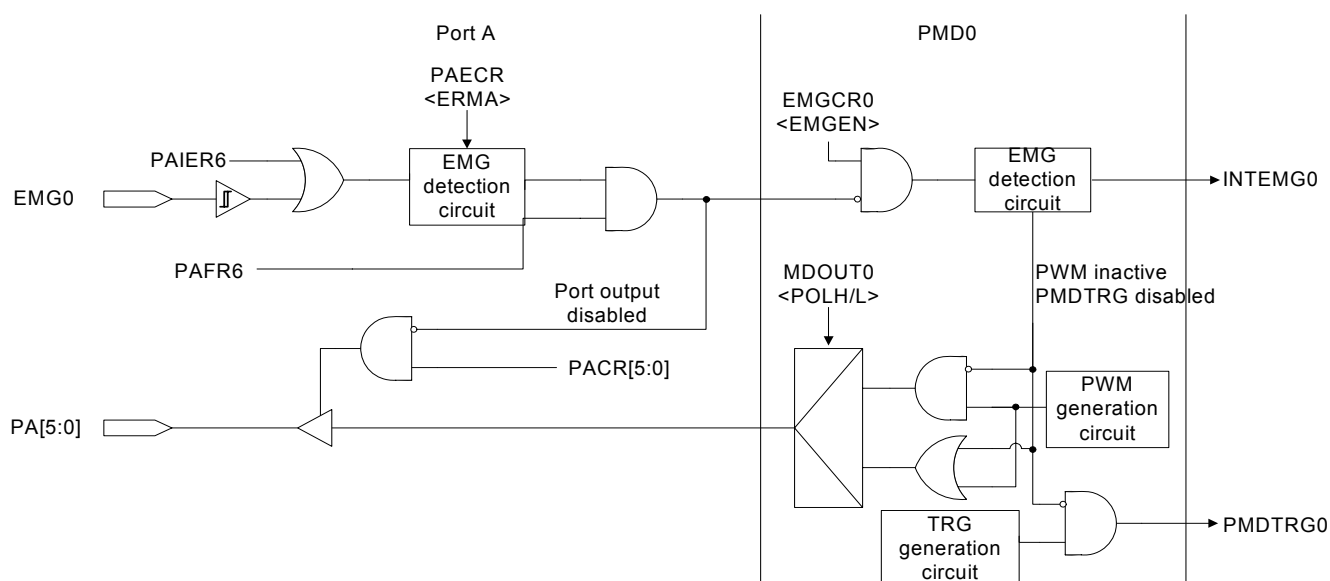 Port A
PMD0
PAECR
<ERMA>
EMGCR0
<EMGEN>
PAIER6
EMG
detection
circuit
EMG
detection
circuit
EMG0
INTEMG0
PAFR6
Port output
disabled
MDOUT0
<POLH/L>
PWM inactive
PMDTRG disabled
PACR[5:0]
PWM
generation
circuit
PA[5:0]
TRG
generation
circuit
PMDTRG0